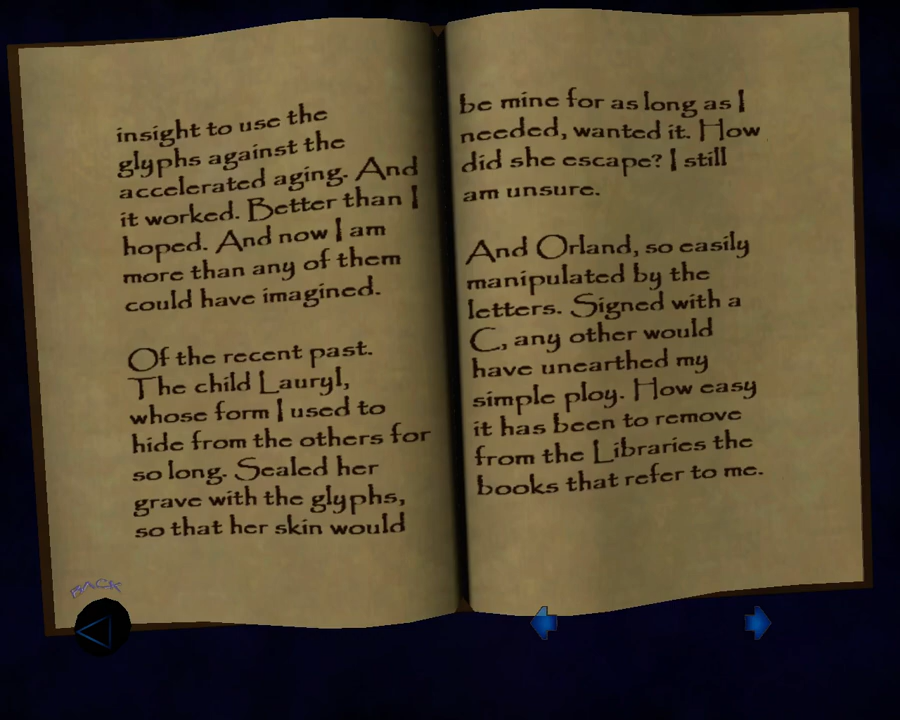 insight to use the
glyphs against the
accelerated aging. And
it worked. Better than I
hoped. And now I am
more than any of them
could have imagined.
Of the recent past.
The child Lauryl,
whose form I used to
hide from the others for
so long. Sealed her
grave with the glyphs,
so that her skin would
be mine for as long as I
needed, wanted it. How
did she escape? I still
am unsure.
And Orland, so easily
manipulated by the
letters. Signed with a
C, any other would
have unearthed my
simple ploy. How easy
it has been to remove
from the Libraries the
books that refer to me.
BACK